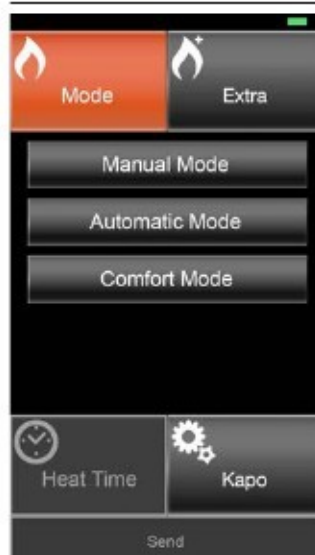 Mode Extra
Manual Mode
Automatic Mode
Comfort Mode
Heat Time Kapo
Send